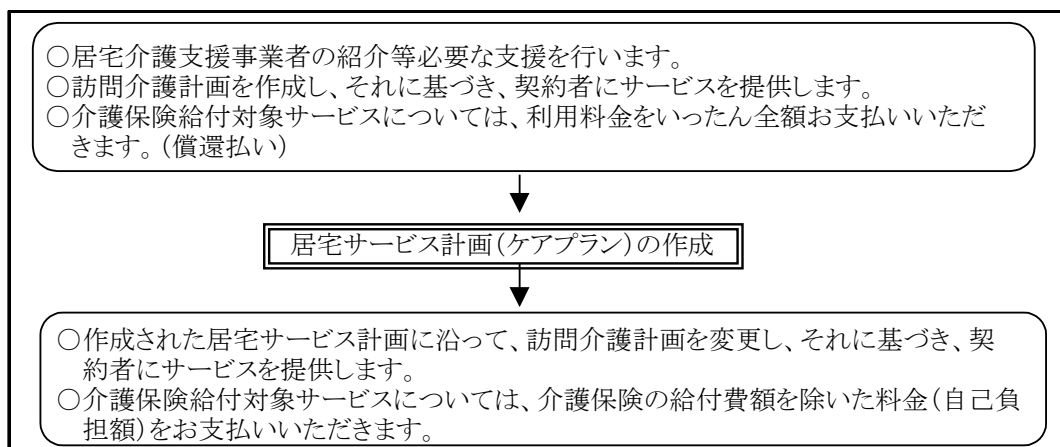 ○居宅介護支援事業者の紹介等必要な支援を行います。
○訪問介護計画を作成し、それに基づき、契約者にサービスを提供します。
○介護保険給付対象サービスについては、利用料金をいったん全額お支払いいただ
きます。(償還払い)
居宅サービス計画(ケアプラン)の作成
○作成された居宅サービス計画に沿って、訪問介護計画を変更し、それに基づき、契
約者にサービスを提供します。
○介護保険給付対象サービスについては、介護保険の給付費額を除いた料金(自己負
担額)をお支払いいただきます。